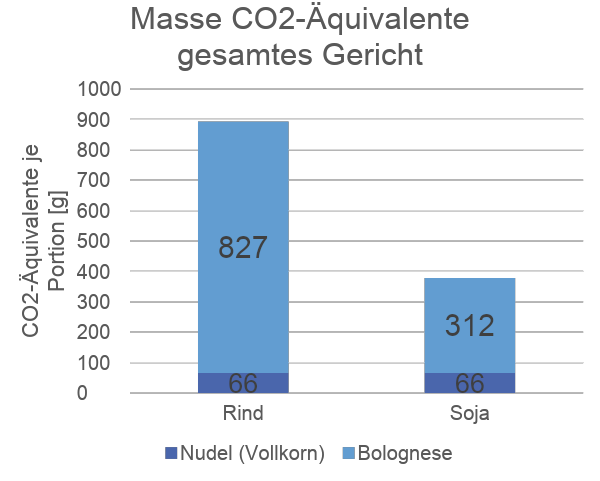 Masse CO2-Äquivalente
gesamtes Gericht
CO2-Äquivalente je
Portion [g]
1000
900
800
700
600
500
400
300
200
100
0
827
66
312
66
Rind
Soja
Nudel (Vollkorn)
Bolognese